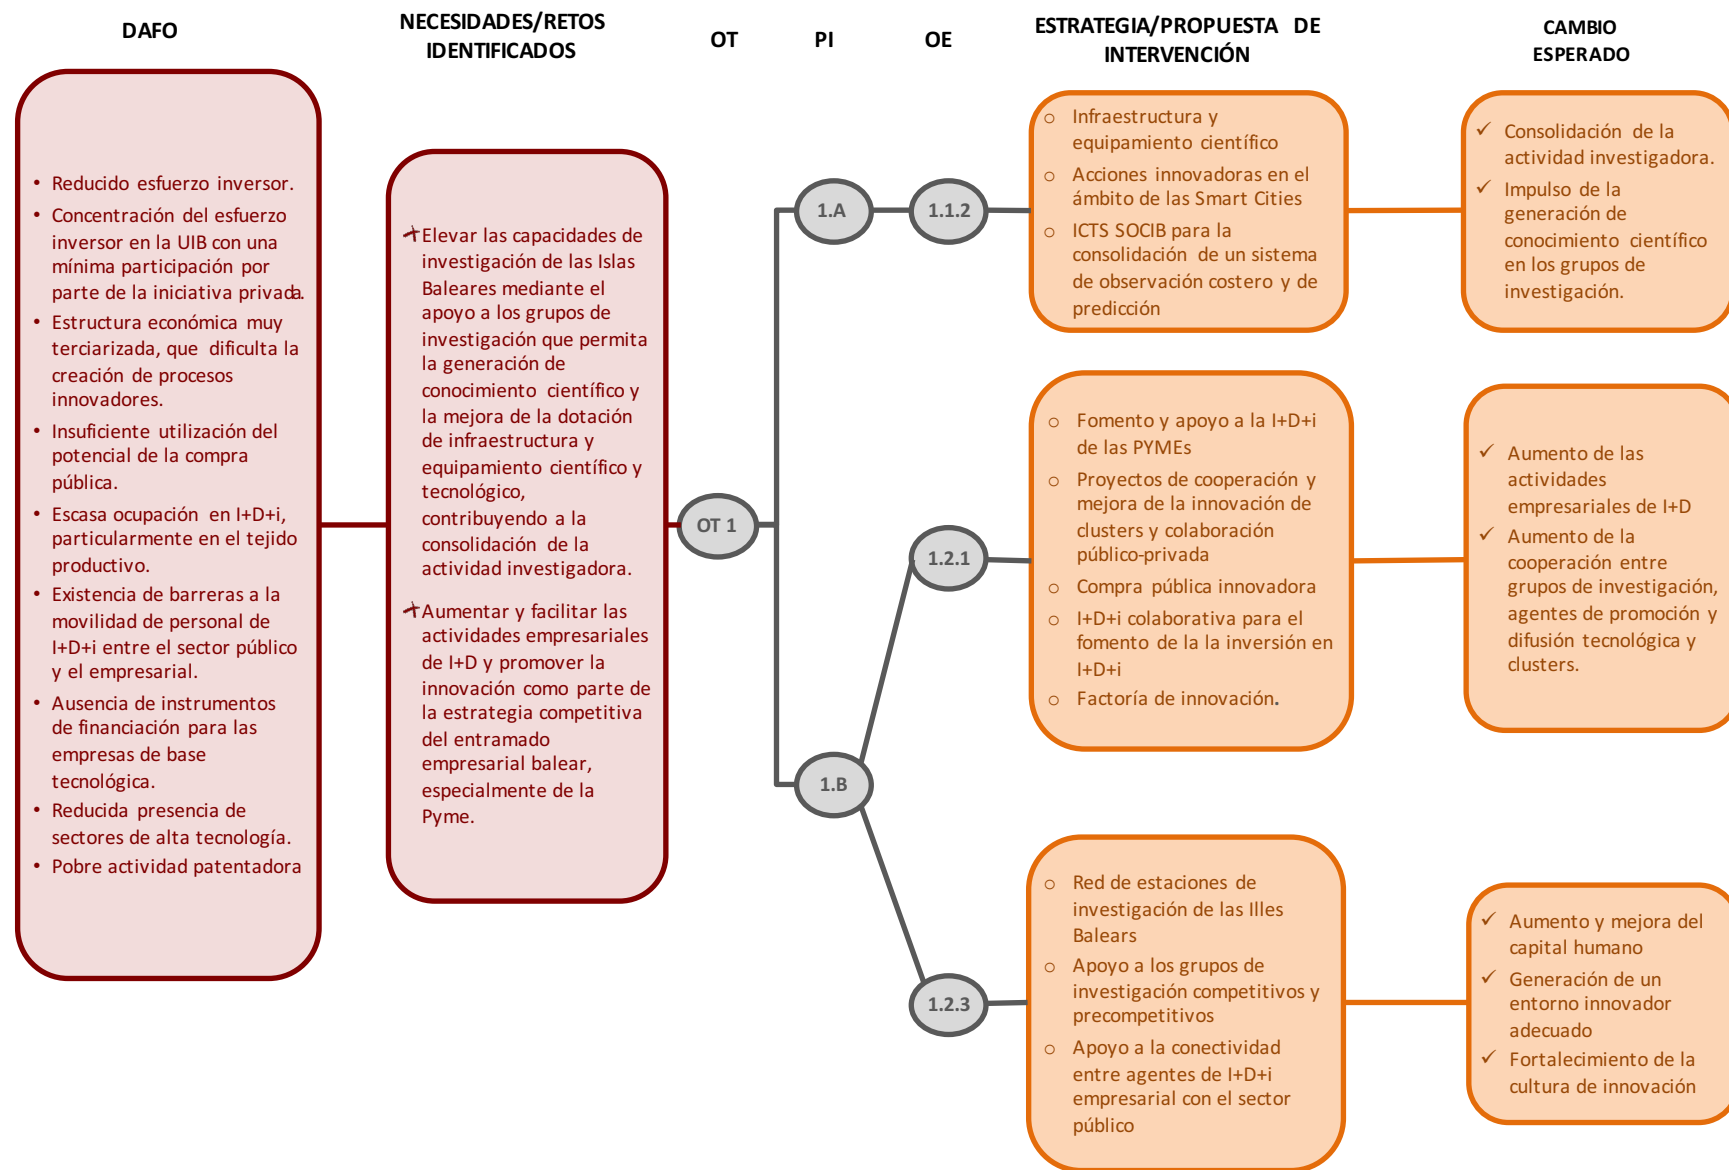 DAFO
NECESIDADES/RETOS
IDENTIFICADOS
OT
PI
OE
ESTRATEGIA/PROPUESTA DE
INTERVENCIÓN
CAMBIO
ESPERADO
• Reducido esfuerzo inversor.
• Concentración del esfuerzo
inversor en la UIB con una
mínima participación por
parte de la iniciativa privada.
• Estructura económica muy
terciarizada, que dificulta la
creación de procesos
innovadores.
• Insuficiente utilización del
potencial de la compra
pública.
• Escasa ocupación en I+D+i,
particularmente en el tejido
productivo.
• Existencia de barreras a la
movilidad de personal de
I+D+i entre el sector público
y el empresarial.
• Ausencia de instrumentos
de financiación para las
empresas de base
tecnológica.
• Reducida presencia de
sectores de alta tecnología.
• Pobre actividad patentadora
Elevar las capacidades de
investigación de las Islas
Baleares mediante el
apoyo a los grupos de
investigación que permita
la generación de
conocimiento científico y
la mejora de la dotación
de infraestructura y
equipamiento científico y
tecnológico,
contribuyendo a la
consolidación de la
actividad investigadora.
Aumentar y facilitar las
actividades empresariales
de I+D y promover la
innovación como parte de
la estrategia competitiva
del entramado
empresarial balear,
especialmente de la
Pyme.
OT 1
1.A
1.1.2
o Infraestructura y
equipamiento científico
o Acciones innovadoras en el
ámbito de las Smart Cities
o ICTS SOCIB para la
consolidación de un sistema
de observación costero y de
predicción
✓ Consolidación de la
actividad investigadora.
✓ Impulso de la
generación de
conocimiento científico
en los grupos de
investigación.
1.B
1.2.1
o Fomento y apoyo a la I+D+i
de las PYMEs
o Proyectos de cooperación y
mejora de la innovación de
clusters y colaboración
público-privada
o Compra pública innovadora
o I+D+i colaborativa para el
fomento de la la inversión en
I+D+i
o Factoría de innovación.
✓ Aumento de las
actividades
empresariales de I+D
✓ Aumento de la
cooperación entre
grupos de investigación,
agentes de promoción y
difusión tecnológica y
clusters.
1.2.3
o Red de estaciones de
investigación de las Illes
Balears
o Apoyo a los grupos de
investigación competitivos y
precompetitivos
o Apoyo a la conectividad
entre agentes de I+D+i
empresarial con el sector
público
✓ Aumento y mejora del
capital humano
✓ Generación de un
entorno innovador
adecuado
✓ Fortalecimiento de la
cultura de innovación